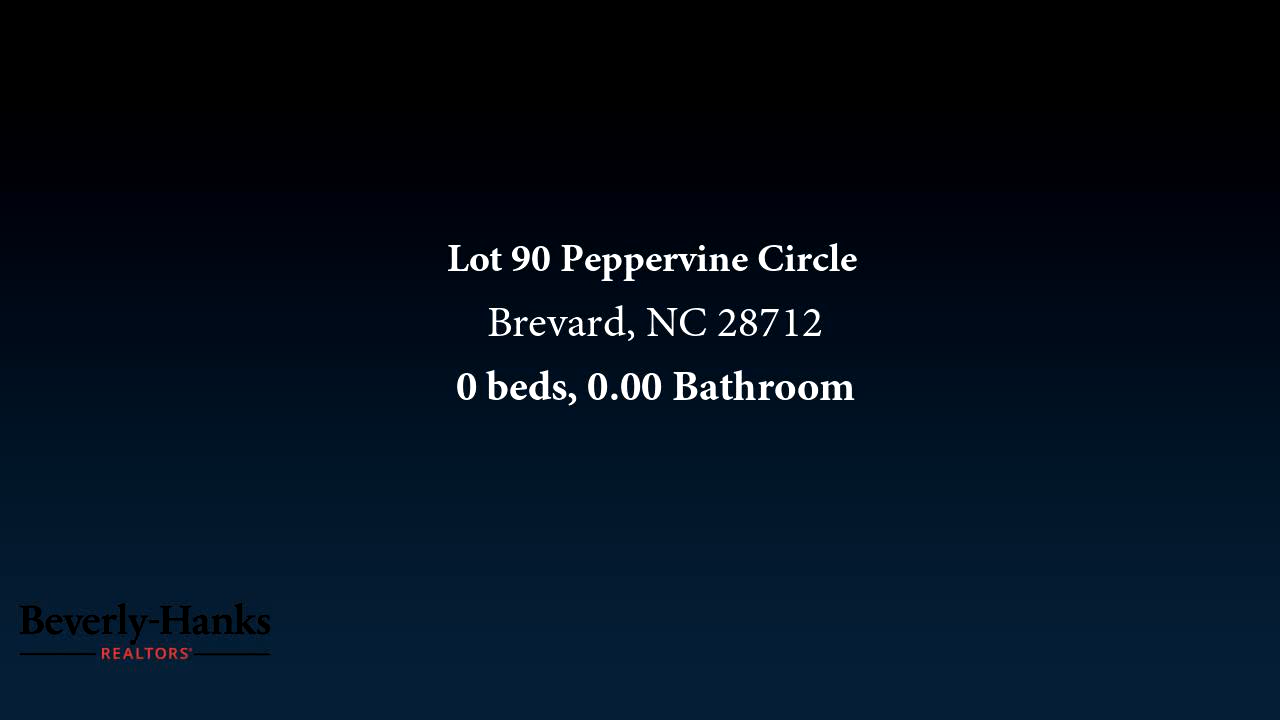 Lot 90 Peppervine Circle
Brevard, NC 28712
0 beds, 0.00 Bathroom
Beverly-Hanks
REALTORS®